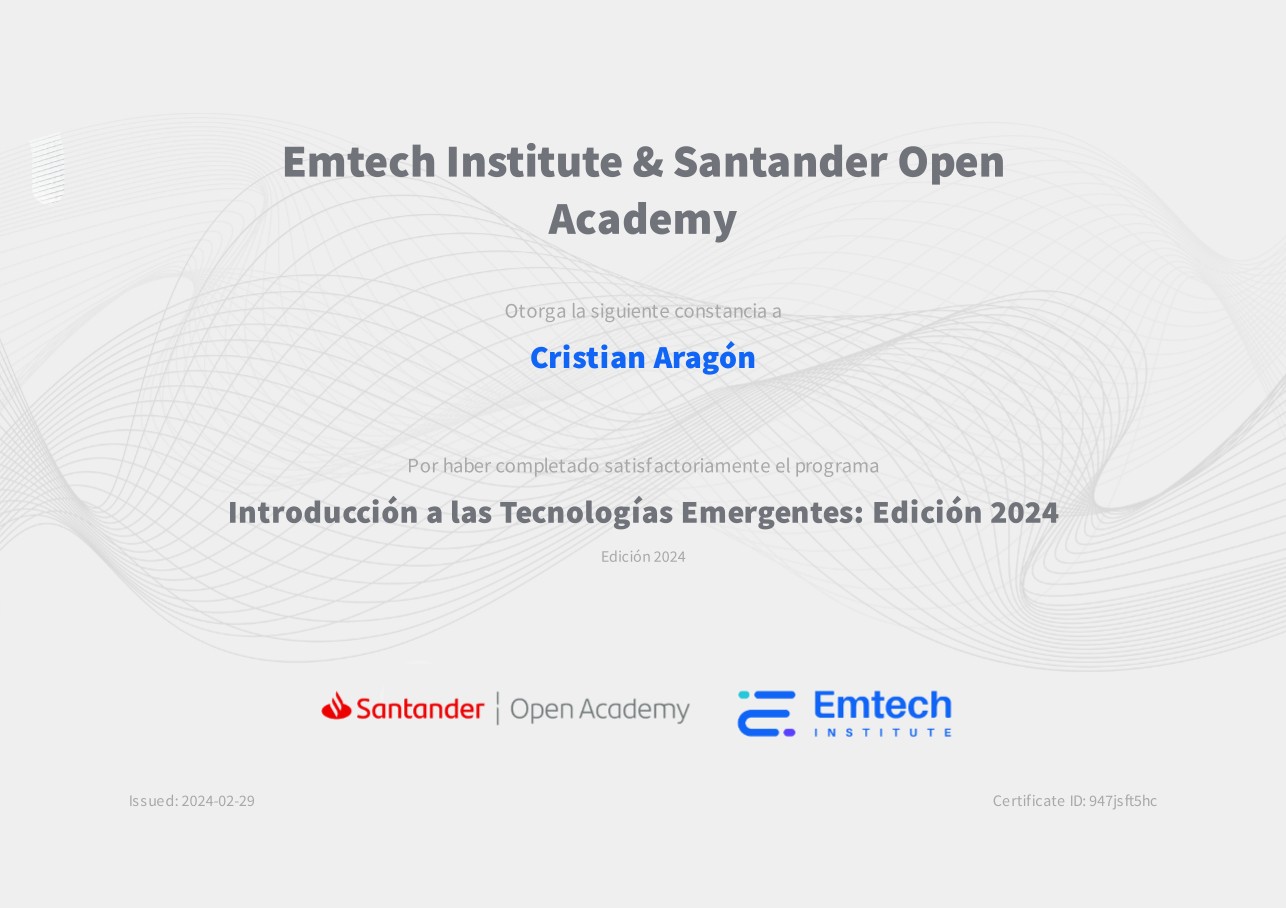 Emtech Institute & Santander Open
Academy
Otorga la siguiente constancia a
Cristian Aragón
Por haber completado satisfactoriamente el programa
Introducción a las Tecnologías Emergentes: Edición 2024
Edición 2024
Santander | Open Academy
Emtech
INSTITUTE
Issued: 2024-02-29
Certificate ID: 947jsft5hc